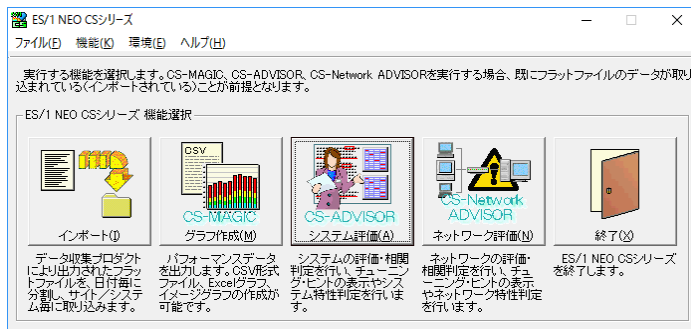 ES/1 NEO CSシリーズ
ファイル(F) 機能(K) 環境(E) ヘルプ(H)
実行する機能を選択します。CS-MAGIC、CS-ADVISOR、CS-Network ADVISORを実行する場合、既にフラットファイルのデータが取り
込まれている<インポートされている>ことが前提となります。
ES/1 NEO CSシリーズ 機能選択
インポート(I)
データ収集プロダクト
により出力されたフラッ
トファイルを、日付毎に
分割し、サイト/システ
ム毎に取り込みます。
CSV
CS-MAGIC
グラフ作成(M)
パフォーマンスデータ
を出力します。CSV形式
ファイル、Excelグラフ、
イメージグラフの作成が
可能です。
CS-ADVISOR
システム評価(A)
システムの評価・相関
判定を行い、チューニン
グ・ヒントの表示やシス
テム特性判定を行いま
す。
CS-Network
ADVISOR
ネットワーク評価(N)
ネットワークの評価・
相関判定を行い、チュ
ーニング・ヒントの表示
やネットワーク特性判定
を行います。
終了(X)
ES/1 NEO CSシリーズ
を終了します。